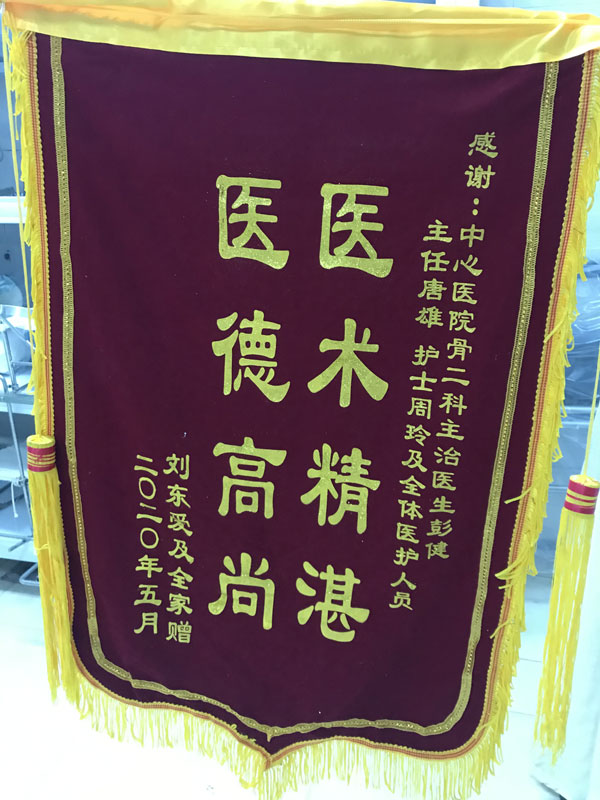 感谢：中心医院骨二科主治医生彭健
主任唐雄 护士周玲及全体医护人员
医术精湛
医德高尚
刘东受及全家赠
二〇二〇年五月